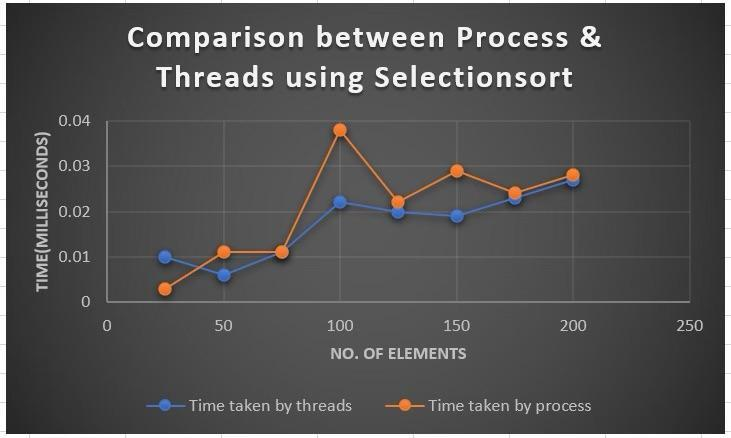 Comparison between Process &
Threads using Selectionsort
TIME(MILLISECONDS)
0.04
0.03
0.02
0.01
0
0 50 100 150 200 250
NO. OF ELEMENTS
Time taken by threads Time taken by process